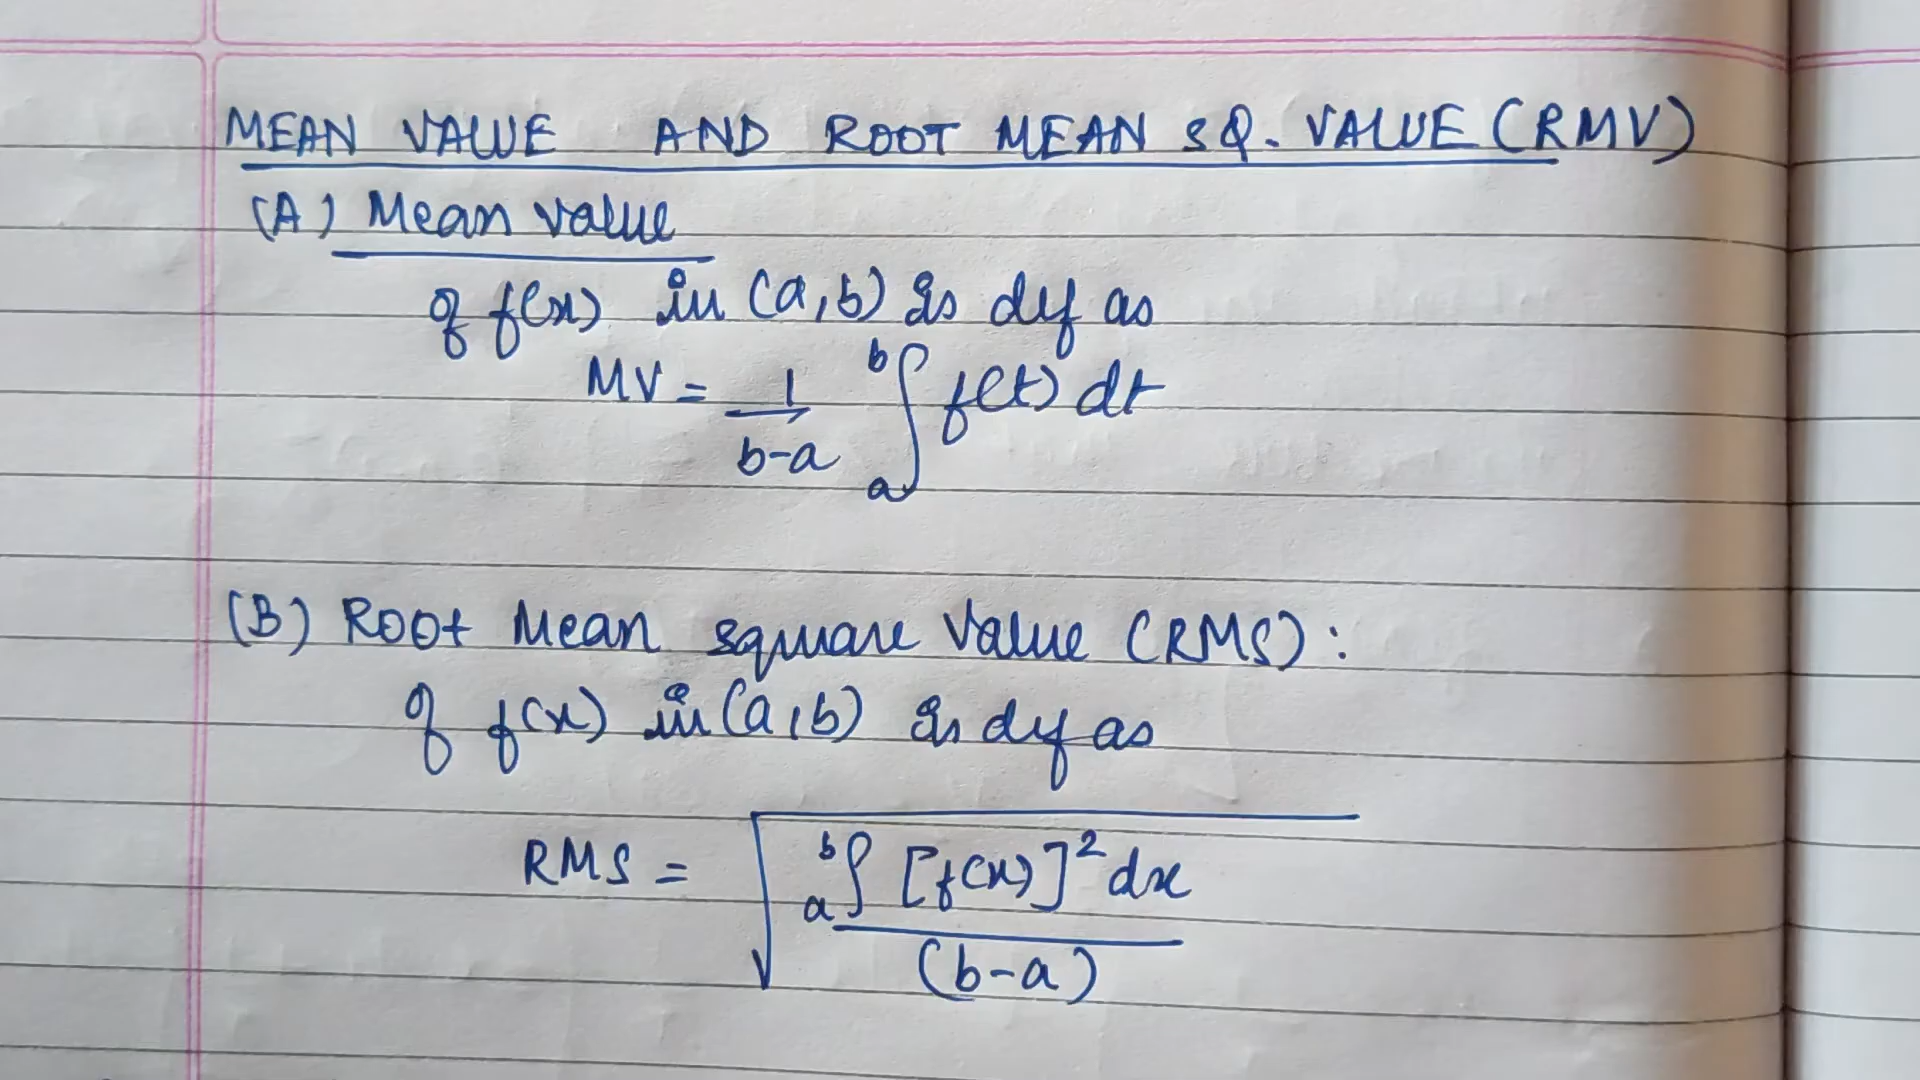 MEAN VALUE AND ROOT MEAN SQ. VALUE (RMV)
(A) Mean value
of f(x) in (a,b) is def as
MV = 1/(b-a) ∫_a^b f(t) dt
(B) Root Mean square Value (RMS):
of f(x) in (a,b) is def as
RMS = √(∫_a^b [f(x)]² dx / (b-a))